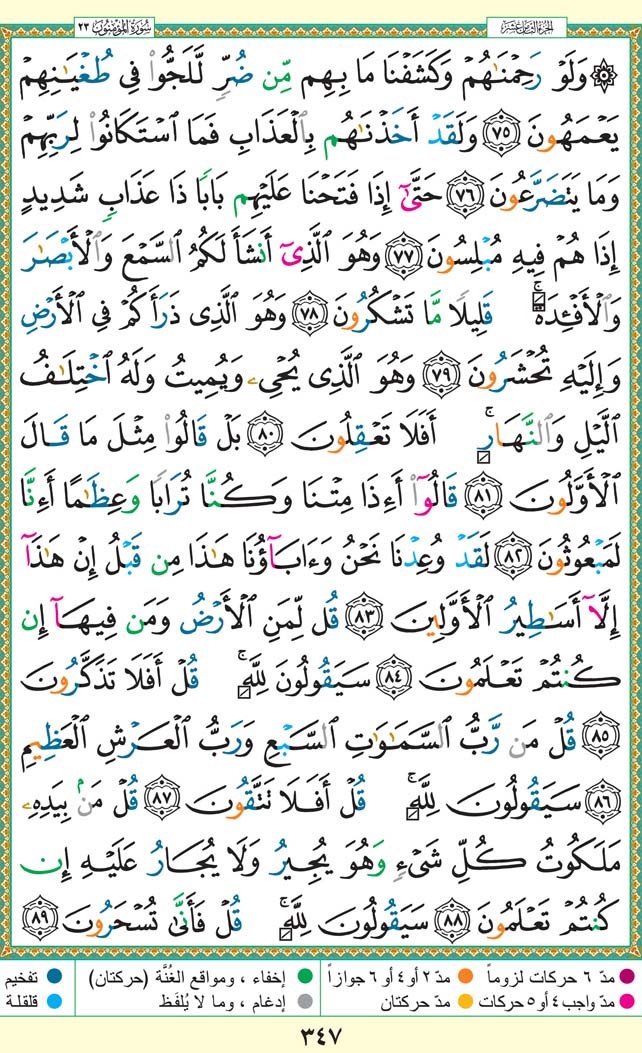 الجزء الثامن عشر سورة المؤمنون ٢٣
۞ وَلَوْ رَحِمْنَٰهُمْ وَكَشَفْنَا مَا بِهِم مِّن ضُرٍّ لَّلَجُّوا۟ فِى طُغْيَٰنِهِمْ
يَعْمَهُونَ ٧٥ وَلَقَدْ أَخَذْنَٰهُم بِٱلْعَذَابِ فَمَا ٱسْتَكَانُوا۟ لِرَبِّهِمْ
وَمَا يَتَضَرَّعُونَ ٧٦ حَتَّىٰٓ إِذَا فَتَحْنَا عَلَيْهِم بَابًا ذَا عَذَابٍ شَدِيدٍ
إِذَا هُمْ فِيهِ مُبْلِسُونَ ٧٧ وَهُوَ ٱلَّذِىٓ أَنشَأَ لَكُمُ ٱلسَّمْعَ وَٱلْأَبْصَٰرَ
وَٱلْأَفْـِٔدَةَ ۚ قَلِيلًا مَّا تَشْكُرُونَ ٧٨ وَهُوَ ٱلَّذِى ذَرَأَكُمْ فِى ٱلْأَرْضِ
وَإِلَيْهِ تُحْشَرُونَ ٧٩ وَهُوَ ٱلَّذِى يُحْىِۦ وَيُمِيتُ وَلَهُ ٱخْتِلَٰفُ
ٱلَّيْلِ وَٱلنَّهَارِ ۚ أَفَلَا تَعْقِلُونَ ٨٠ بَلْ قَالُوا۟ مِثْلَ مَا قَالَ
ٱلْأَوَّلُونَ ٨١ قَالُوٓا۟ أَءِذَا مِتْنَا وَكُنَّا تُرَابًا وَعِظَٰمًا أَءِنَّا
لَمَبْعُوثُونَ ٨٢ لَقَدْ وُعِدْنَا نَحْنُ وَءَابَآؤُنَا هَٰذَا مِن قَبْلُ إِنْ هَٰذَآ
إِلَّآ أَسَٰطِيرُ ٱلْأَوَّلِينَ ٨٣ قُل لِّمَنِ ٱلْأَرْضُ وَمَن فِيهَآ إِن
كُنتُمْ تَعْلَمُونَ ٨٤ سَيَقُولُونَ لِلَّهِ ۚ قُلْ أَفَلَا تَذَكَّرُونَ
٨٥ قُلْ مَن رَّبُّ ٱلسَّمَٰوَٰتِ ٱلسَّبْعِ وَرَبُّ ٱلْعَرْشِ ٱلْعَظِيمِ
٨٦ سَيَقُولُونَ لِلَّهِ ۚ قُلْ أَفَلَا تَتَّقُونَ ٨٧ قُلْ مَنۢ بِيَدِهِۦ
مَلَكُوتُ كُلِّ شَىْءٍ وَهُوَ يُجِيرُ وَلَا يُجَارُ عَلَيْهِ إِن
كُنتُمْ تَعْلَمُونَ ٨٨ سَيَقُولُونَ لِلَّهِ ۚ قُلْ فَأَنَّىٰ تُسْحَرُونَ ٨٩
مدّ ٦ حركات لزوماً مدّ ٢ أو ٤ أو ٦ جوازاً إخفاء ، ومواقع الغُنَّة (حركتان) تفخيم
مدّ واجب ٤ أو ٥ حركات مدّ حركتان إدغام ، وما لا يُلفَظ قلقلة
٣٤٧